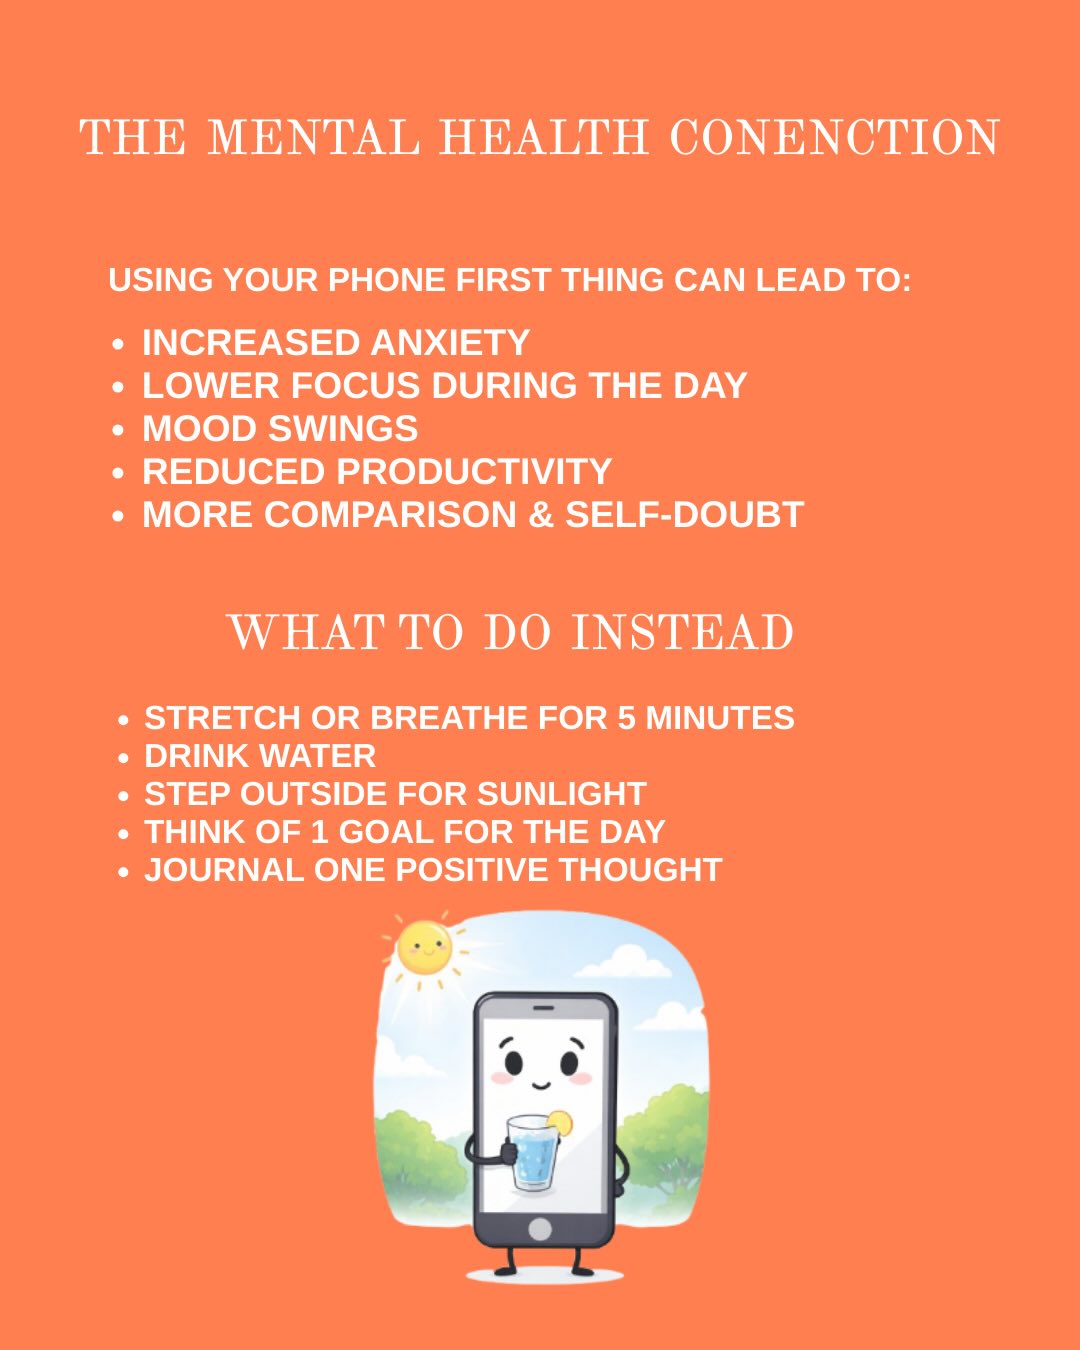 THE MENTAL HEALTH CONENCTION
USING YOUR PHONE FIRST THING CAN LEAD TO:
• INCREASED ANXIETY
• LOWER FOCUS DURING THE DAY
• MOOD SWINGS
• REDUCED PRODUCTIVITY
• MORE COMPARISON & SELF-DOUBT
WHAT TO DO INSTEAD
• STRETCH OR BREATHE FOR 5 MINUTES
• DRINK WATER
• STEP OUTSIDE FOR SUNLIGHT
• THINK OF 1 GOAL FOR THE DAY
• JOURNAL ONE POSITIVE THOUGHT